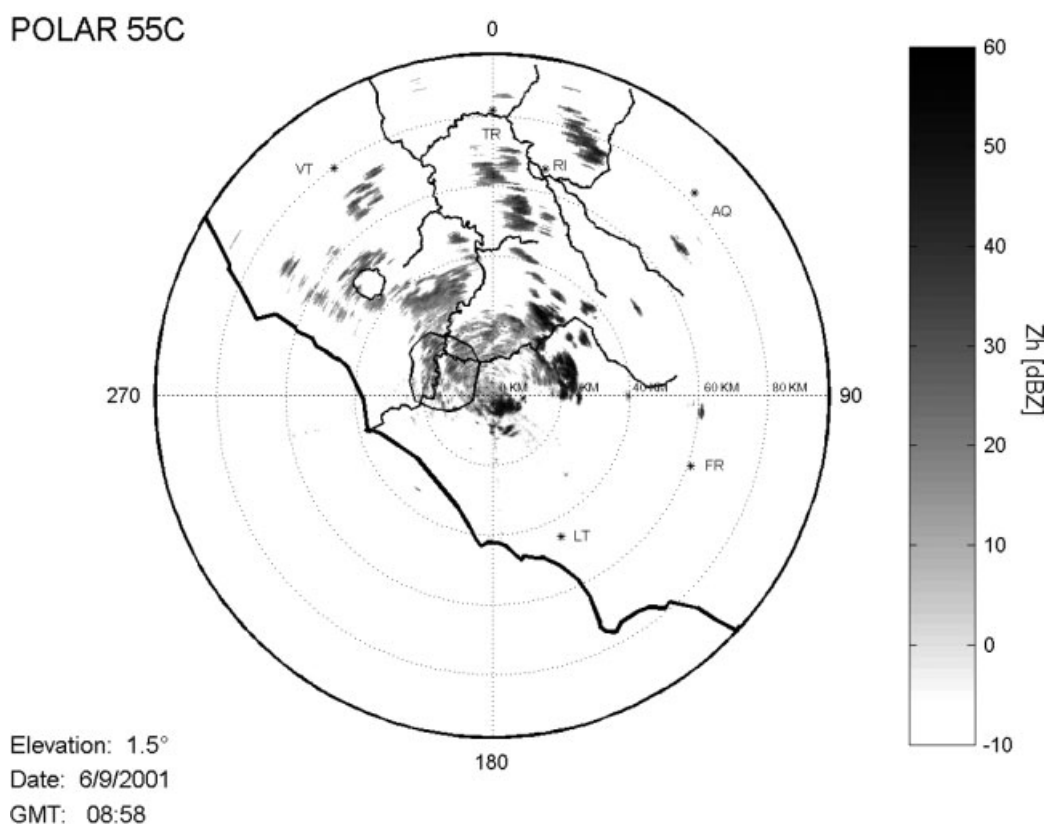 POLAR 55C
0
60
50
40
30
20
10
0
-10
Zh [dBZ]
TR
VT
RI
AQ
270
0 KM
20 KM
40 KM
60 KM
80 KM
90
FR
LT
180
Elevation: 1.5°
Date: 6/9/2001
GMT: 08:58